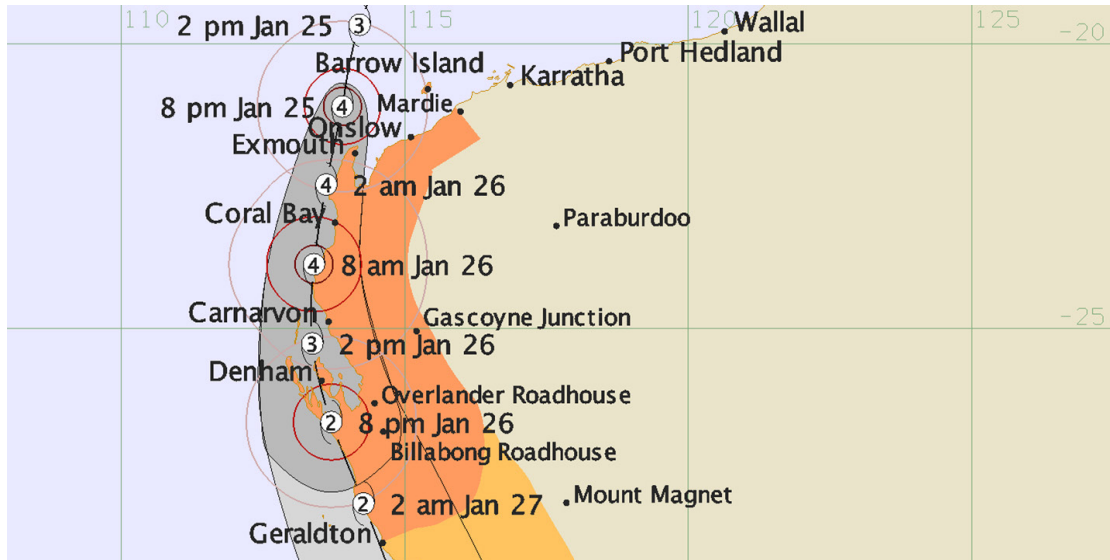 110
115
120
125
Wallal
2 pm Jan 25
3
-20
Port Hedland
Barrow Island
Karratha
8 pm Jan 25
4
Mardie
Onslow
Exmouth
4
2 am Jan 26
Coral Bay
Paraburdoo
4
8 am Jan 26
Carnarvon
Gascoyne Junction
-25
3
2 pm Jan 26
Denham
Overlander Roadhouse
2
8 pm Jan 26
Billabong Roadhouse
2
2 am Jan 27
Mount Magnet
Geraldton